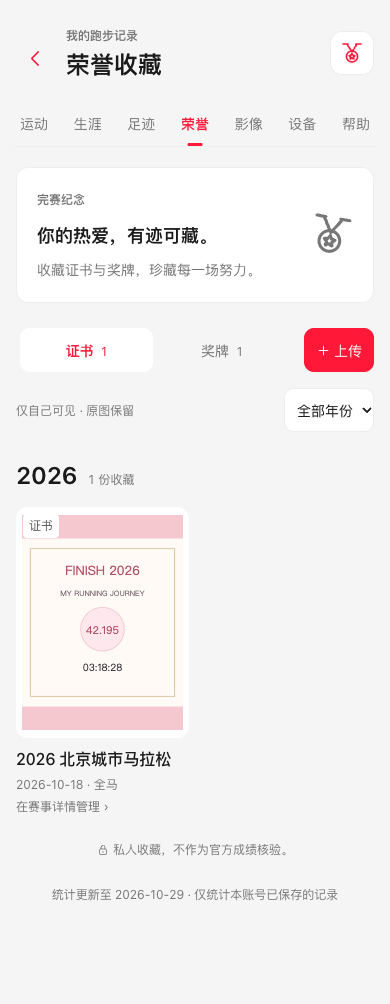 我的跑步记录
荣誉收藏
运动 生涯 足迹 荣誉 影像 设备 帮助
完赛纪念
你的热爱，有迹可藏。
收藏证书与奖牌，珍藏每一场努力。
证书 1 奖牌 1 + 上传
仅自己可见 · 原图保留 全部年份
2026 1 份收藏
证书
FINISH 2026
MY RUNNING JOURNEY
42.195
03:18:28
2026 北京城市马拉松
2026-10-18 · 全马
在赛事详情管理 ›
私人收藏，不作为官方成绩核验。
统计更新至 2026-10-29 · 仅统计本账号已保存的记录